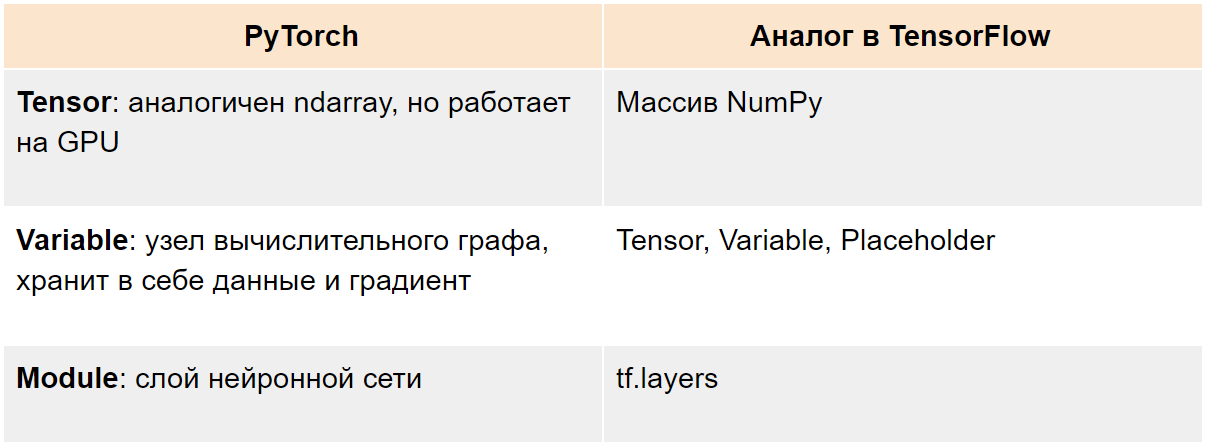 PyTorch
Аналог в TensorFlow
Tensor: аналогичен ndarray, но работает
на GPU
Массив NumPy
Variable: узел вычислительного графа,
хранит в себе данные и градиент
Tensor, Variable, Placeholder
Module: слой нейронной сети
tf.layers